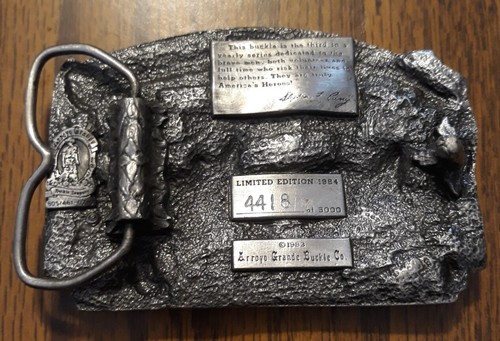 This buckle is the third in a
yearly series dedicated to the
brave men, both volunteer and
full time who risk their lives to
help others. They are truly
America's Heroes!
LIMITED EDITION 1984
4418
of 5000
©1983
Arroyo Grande Buckle Co.